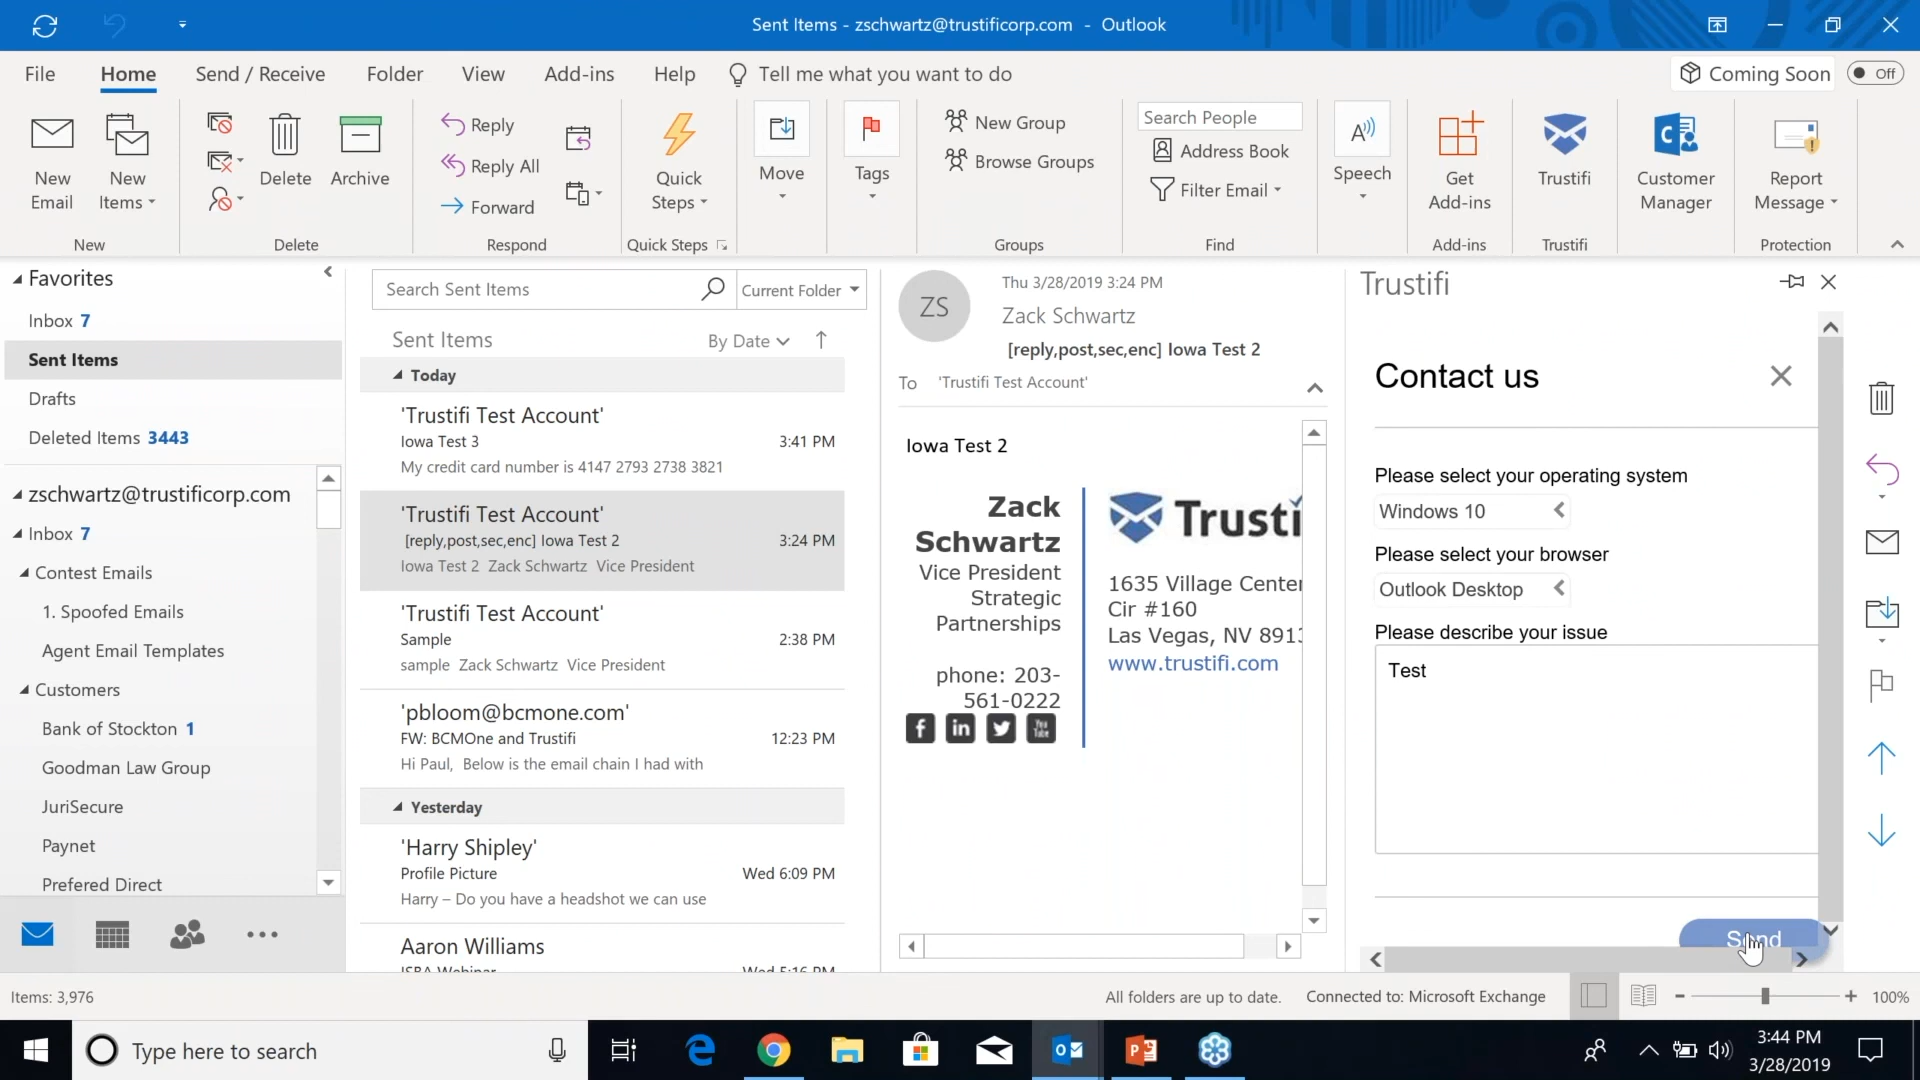 Sent Items - zschwartz@trustificorp.com - Outlook
File
Home
Send / Receive
Folder
View
Add-ins
Help
Tell me what you want to do
Coming Soon
Off
New
Email
New
Items
New
Delete
Archive
Delete
Reply
Reply All
Forward
Respond
Quick
Steps
Quick Steps
Move
Tags
New Group
Browse Groups
Groups
Search People
Address Book
Filter Email
Find
Speech
Get
Add-ins
Add-ins
Trustifi
Trustifi
Customer
Manager
Report
Message
Protection
Favorites
Inbox 7
Sent Items
Drafts
Deleted Items 3443
zschwartz@trustificorp.com
Inbox 7
Contest Emails
1. Spoofed Emails
Agent Email Templates
Customers
Bank of Stockton 1
Goodman Law Group
JuriSecure
Paynet
Prefered Direct
Search Sent Items
Current Folder
Sent Items
By Date
Today
'Trustifi Test Account'
Iowa Test 3 3:41 PM
My credit card number is 4147 2793 2738 3821
'Trustifi Test Account'
[reply,post,sec,enc] Iowa Test 2 3:24 PM
Iowa Test 2 Zack Schwartz Vice President
'Trustifi Test Account'
Sample 2:38 PM
sample Zack Schwartz Vice President
'pbloom@bcmone.com'
FW: BCMOne and Trustifi 12:23 PM
Hi Paul, Below is the email chain I had with
Yesterday
'Harry Shipley'
Profile Picture Wed 6:09 PM
Harry – Do you have a headshot we can use
Aaron Williams
ISBA Webinar Wed 5:16 PM
ZS
Thu 3/28/2019 3:24 PM
Zack Schwartz
[reply,post,sec,enc] Iowa Test 2
To 'Trustifi Test Account'
Iowa Test 2
Zack
Schwartz
Vice President
Strategic
Partnerships
phone: 203-
561-0222
f in You Tube
Trusti
1635 Village Center
Cir #160
Las Vegas, NV 8913
www.trustifi.com
Trustifi
Contact us
Please select your operating system
Windows 10
Please select your browser
Outlook Desktop
Please describe your issue
Test
Send
Items: 3,976
All folders are up to date.
Connected to: Microsoft Exchange
100%
Type here to search
3:44 PM
3/28/2019